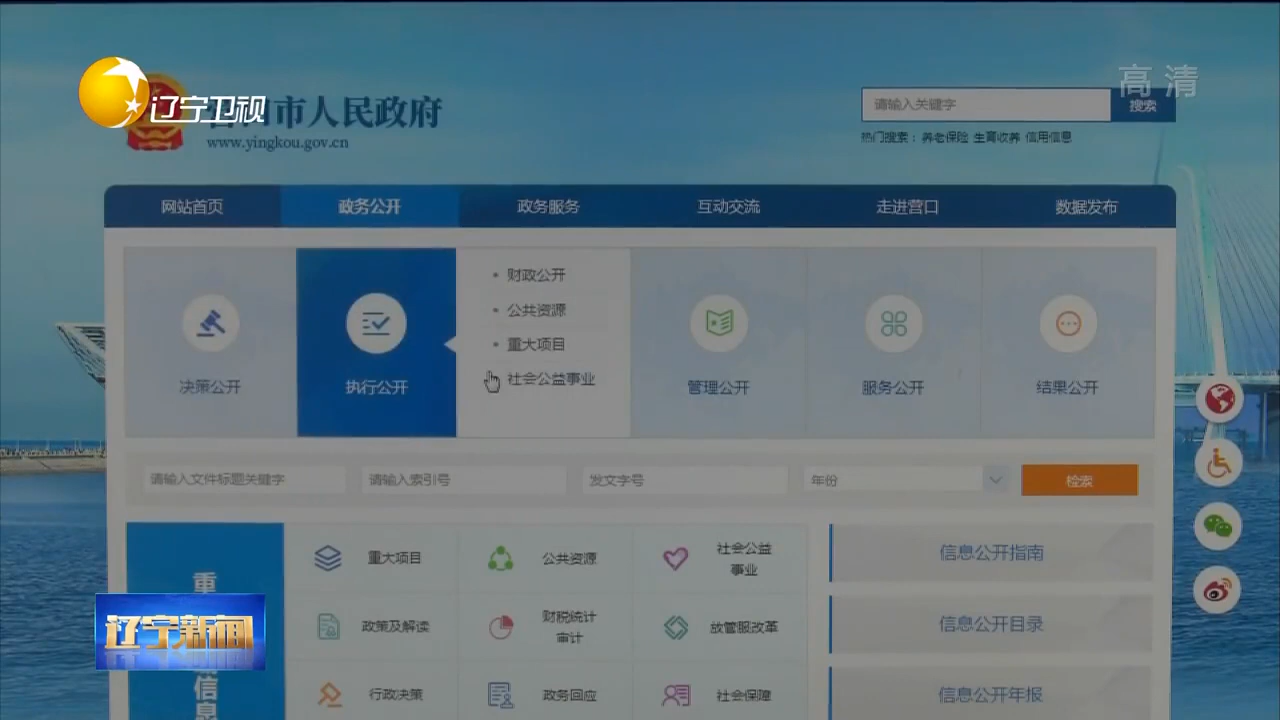 辽宁卫视
高清
市人民政府
www.yingkou.gov.cn
请输入关键字
搜索
热门搜索： 养老保险 生育收养 信用信息
网站首页 政务公开 政务服务 互动交流 走进营口 数据发布
• 财政公开
• 公共资源
• 重大项目
• 社会公益事业
决策公开 执行公开 管理公开 服务公开 结果公开
请输入文件标题关键字 请输入索引号 发文字号 年份 检索
重大项目 公共资源 社会公益
事业
信息公开指南
重
政策及解读 财税统计
审计
放管服改革
信息公开目录
辽宁新闻
信息
行政决策 政务回应 社会保障
信息公开年报